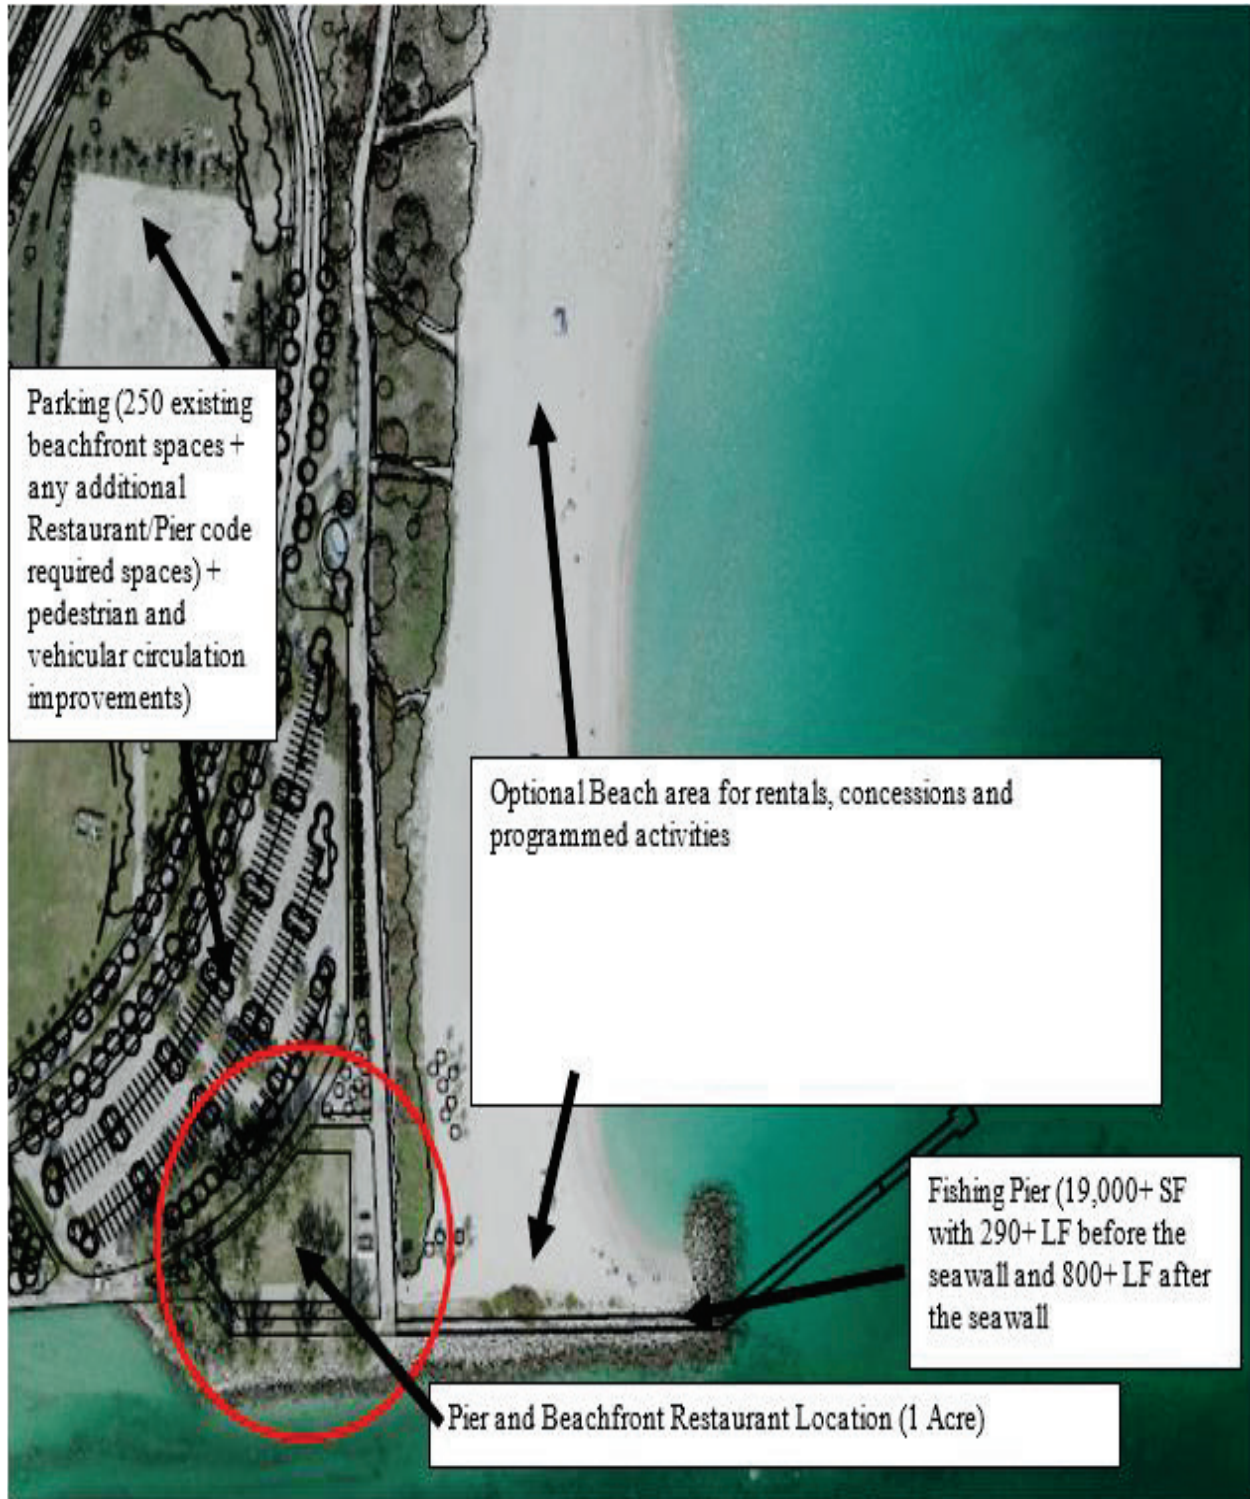 Parking (250 existing
beachfront spaces +
any additional
Restaurant/Pier code
required spaces) +
pedestrian and
vehicular circulation
improvements)
Optional Beach area for rentals, concessions and
programmed activities
Fishing Pier (19,000+ SF
with 290+ LF before the
seawall and 800+ LF after
the seawall
Pier and Beachfront Restaurant Location (1 Acre)